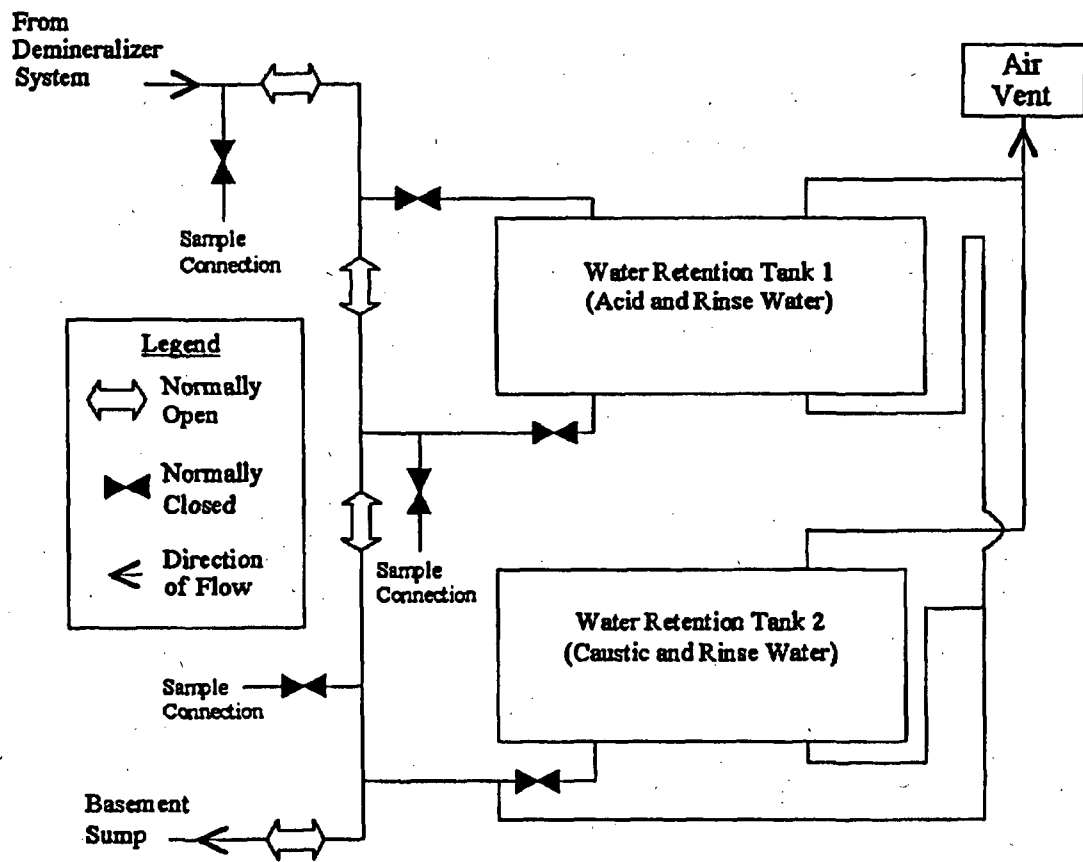 From
Demineralizer
System
Air
Vent
Sample
Connection
Water Retention Tank 1
(Acid and Rinse Water)
Legend
Normally
Open
Normally
Closed
Direction
of Flow
Sample
Connection
Water Retention Tank 2
(Caustic and Rinse Water)
Sample
Connection
Basement
Sump